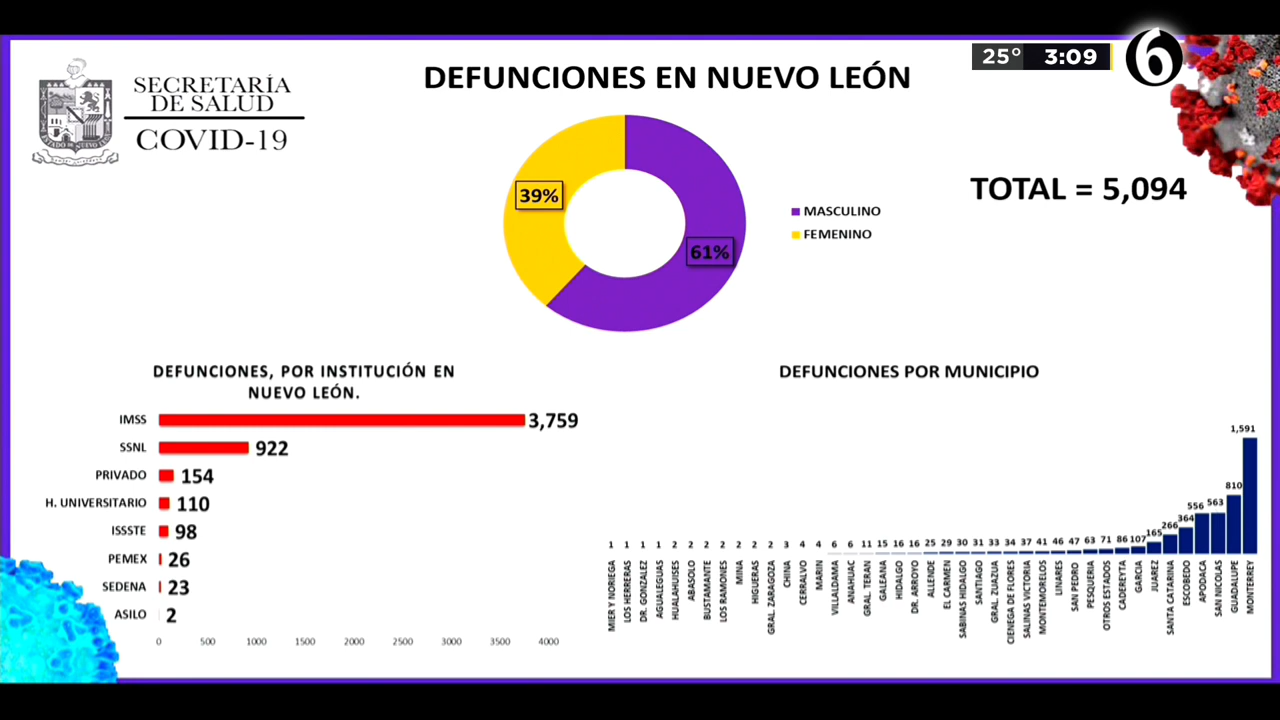 25° 3:09 6
SECRETARÍA
DE SALUD
COVID-19
DEFUNCIONES EN NUEVO LEÓN
TOTAL = 5,094
39%
61%
MASCULINO
FEMENINO
DEFUNCIONES, POR INSTITUCIÓN EN
NUEVO LEÓN.
IMSS 3,759
SSNL 922
PRIVADO 154
H. UNIVERSITARIO 110
ISSSTE 98
PEMEX 26
SEDENA 23
ASILO 2
0 500 1000 1500 2000 2500 3000 3500 4000
DEFUNCIONES POR MUNICIPIO
1 1 1 1 2 2 2 2 2 2 2 3 4 4 6 6 11 15 16 16 25 29 30 31 33 34 37 41 46 47 63 71 86 107 165 266 364 556 563 810 1,591
MIER Y NORIEGA
LOS HERRERAS
DR. GONZALEZ
AGUALEGUAS
HUALAHUISES
ABASOLO
BUSTAMANTE
LOS RAMONES
MINA
HIGUERAS
GRAL. ZARAGOZA
CHINA
CERRALVO
MARIN
VILLALDAMA
ANAHUAC
GRAL. TERAN
GALEANA
HIDALGO
DR. ARROYO
ALLENDE
EL CARMEN
SABINAS HIDALGO
SANTIAGO
GRAL. ZUAZUA
CIENEGA DE FLORES
SALINAS VICTORIA
MONTEMORELOS
LINARES
SAN PEDRO
PESQUERIA
OTROS ESTADOS
CADEREYTA
GARCIA
JUAREZ
SANTA CATARINA
ESCOBEDO
APODACA
SAN NICOLAS
GUADALUPE
MONTERREY